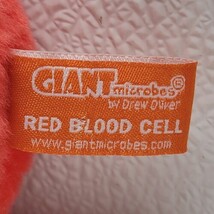 GIANTmicrobes®
by Drew Oliver
RED BLOOD CELL
www.giantmicrobes.com